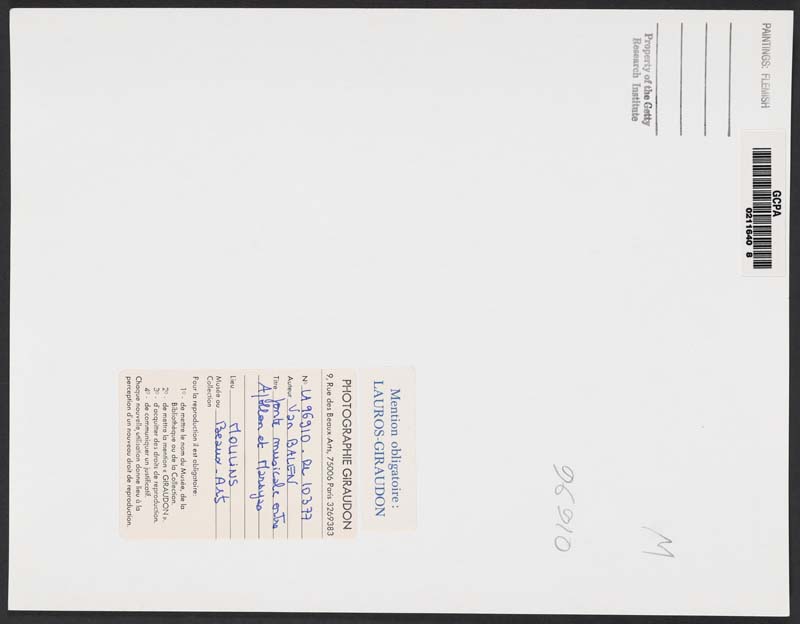 PAINTINGS: FLEMISH
Property of the Getty
Research Institute
GCPA
0211640 8
Mention obligatoire :
LAUROS-GIRAUDON
PHOTOGRAPHIE GIRAUDON
9, Rue des Beaux Arts, 75006 Paris 3269383
N° LA 96910 - PL 10377
Auteur Van BALEN
Titre Joute musicale entre
Apollon et Marsyas
Lieu MOULINS
Musée ou Beaux-Arts
Collection
Pour la reproduction il est obligatoire:
1° - de mettre le nom du Musée, de la
Bibliothèque ou de la Collection.
2° - de mettre la mention « GIRAUDON ».
3° - d'acquitter des droits de reproduction.
4° - de communiquer un justificatif.
Chaque nouvelle utilisation donne lieu à la
perception d'un nouveau droit de reproduction.
96910
M